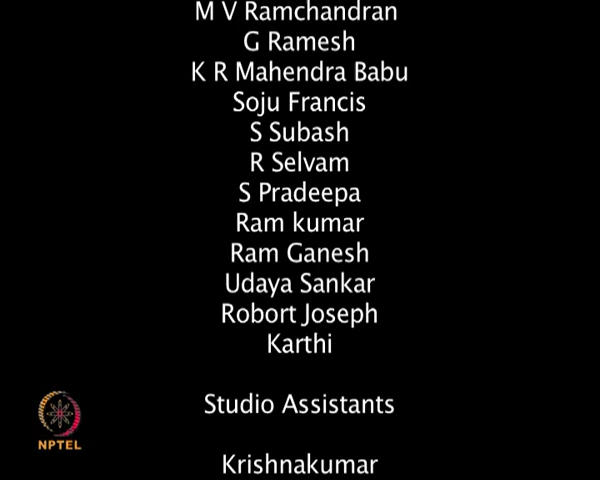 M V Ramchandran
G Ramesh
K R Mahendra Babu
Soju Francis
S Subash
R Selvam
S Pradeepa
Ram kumar
Ram Ganesh
Udaya Sankar
Robort Joseph
Karthi
Studio Assistants
NPTEL
Krishnakumar